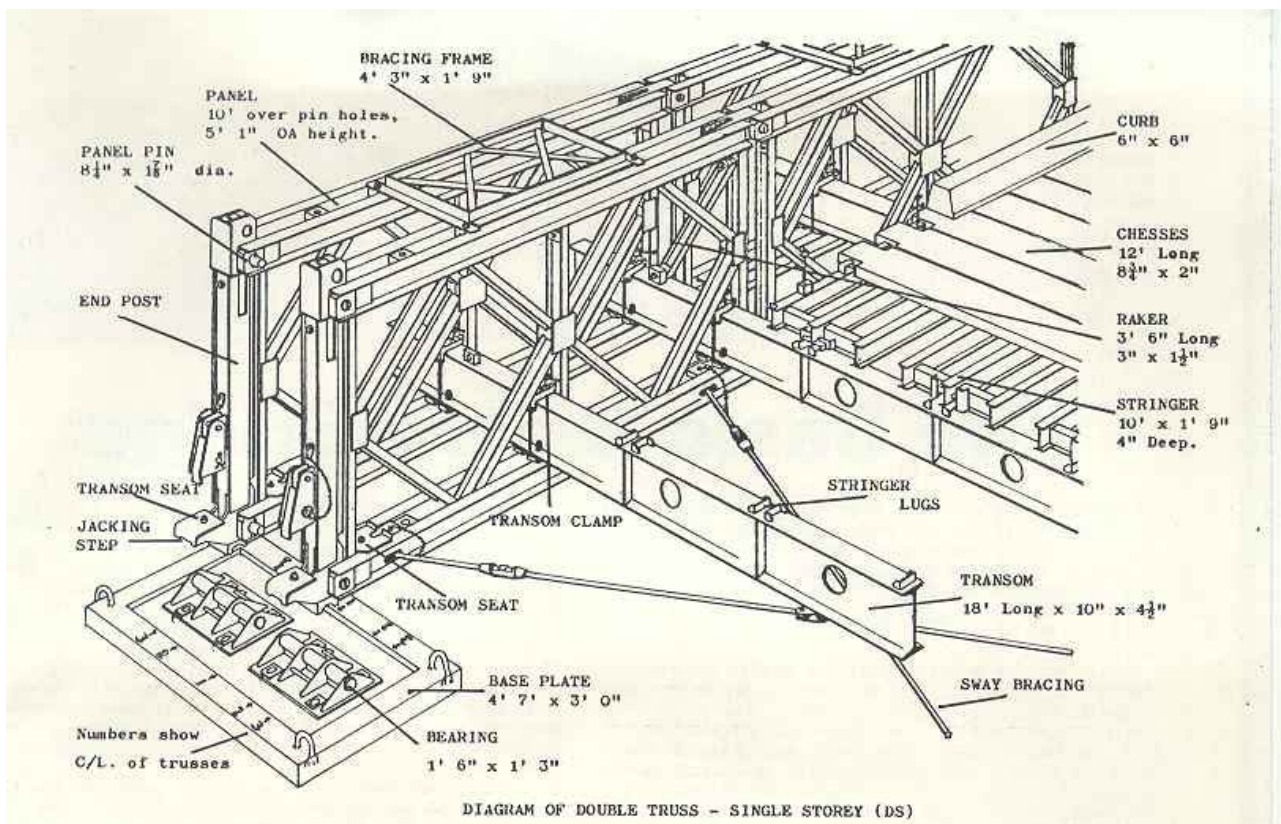 BRACING FRAME
4' 3" x 1' 9"
PANEL
10' over pin holes,
5' 1" OA height.
PANEL PIN
8¼" x 1⅞" dia.
END POST
TRANSOM SEAT
JACKING
STEP
CURB
6" x 6"
CHESSES
12' Long
8¾" x 2"
RAKER
3' 6" Long
3" x 1½"
STRINGER
10' x 1' 9"
4" Deep.
STRINGER
LUGS
TRANSOM CLAMP
TRANSOM SEAT
TRANSOM
18' Long x 10" x 4½"
SWAY BRACING
BASE PLATE
4' 7' x 3' 0"
BEARING
1' 6" x 1' 3"
Numbers show
C/L. of trusses
DIAGRAM OF DOUBLE TRUSS - SINGLE STOREY (DS)